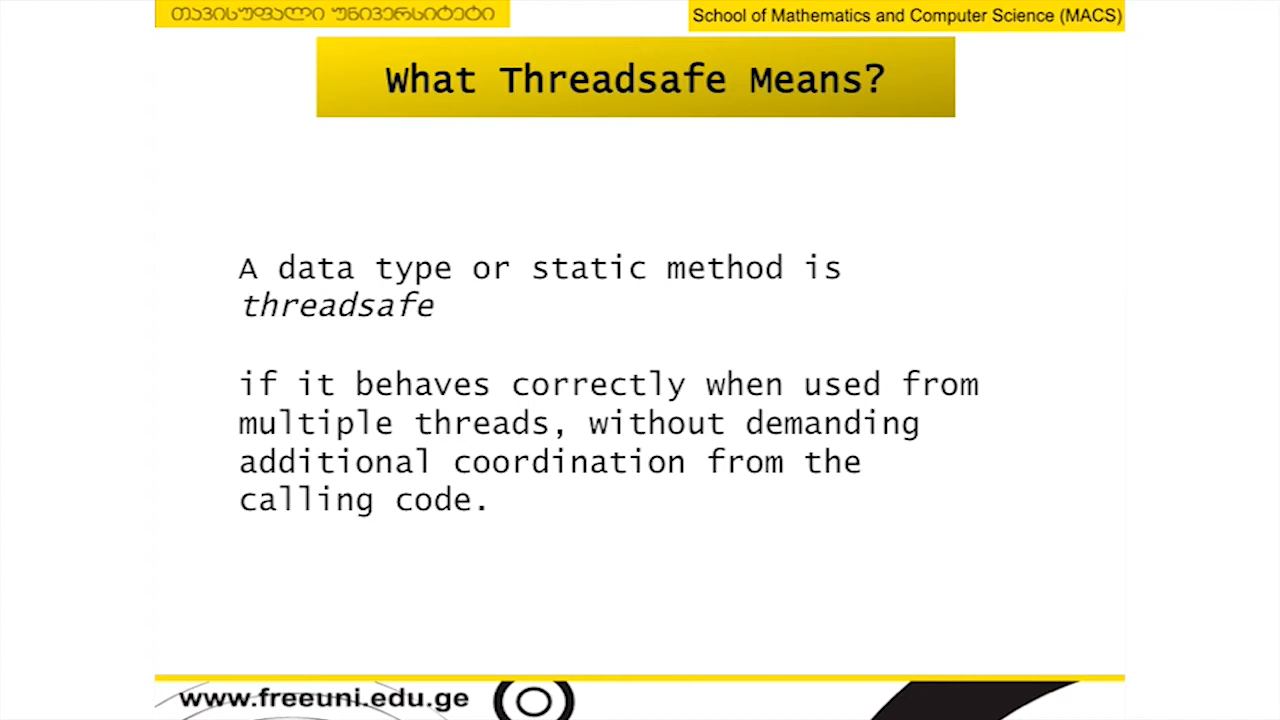 თავისუფალი უნივერსიტეტი
School of Mathematics and Computer Science (MACS)
What Threadsafe Means?
A data type or static method is
threadsafe
if it behaves correctly when used from
multiple threads, without demanding
additional coordination from the
calling code.
www.freeuni.edu.ge